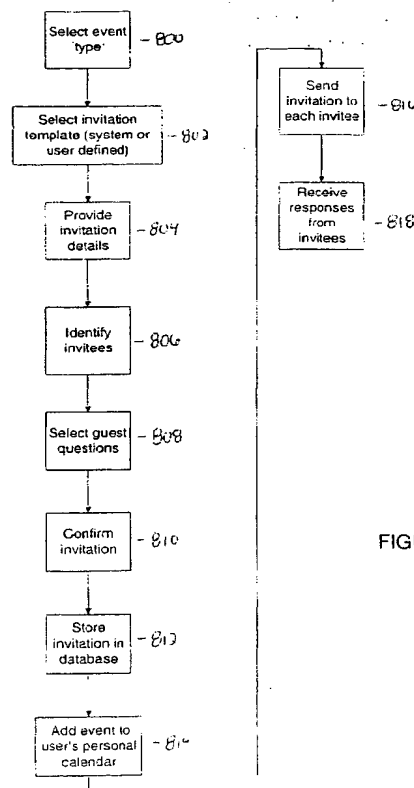 Select event
'type'
- 800
Select invitation
template (system or
user defined)
- 802
Provide
invitation
details
- 804
Identify
invitees
- 806
Select guest
questions
- 808
Confirm
invitation
- 810
Store
invitation in
database
- 812
Add event to
user's personal
calendar
Send
invitation to
each invitee
- 816
Receive
responses
from
invitees
- 818